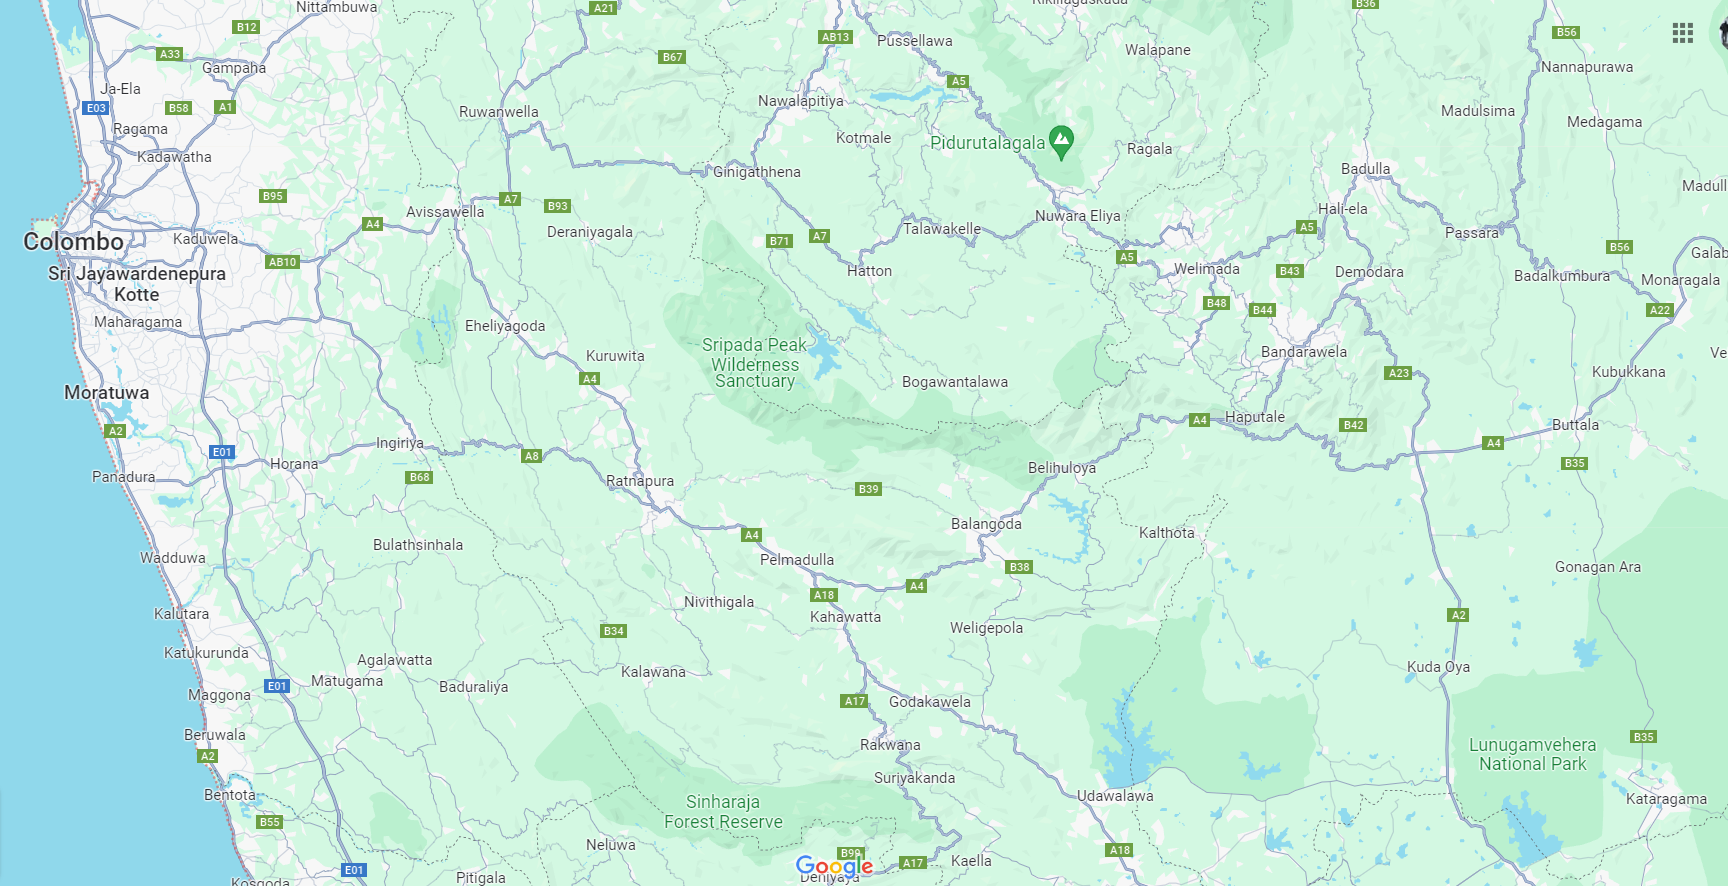 Nittambuwa
A21
Rikillagaskada
B36
B12
AB13
Pussellawa
Walapane
B56
A33
B67
Gampaha
Nannapurawa
A5
Ja-Ela
E03
B58
A1
Ruwanwella
Nawalapitiya
Madulsima
Medagama
Ragama
Kotmale
Pidurutalagala
Ragala
Kadawatha
Ginigathhena
Badulla
B95
A7
B93
Avissawella
Hali-ela
Nuwara Eliya
A4
Deraniyagala
B71
A7
Talawakelle
A5
Passara
B56
Colombo
Kaduwela
AB10
Hatton
A5
Welimada
B43
Demodara
Badalkumbura
Monaragala
Sri Jayawardenepura
Kotte
B48
B44
A22
Maharagama
Eheliyagoda
Sripada Peak
Wilderness
Sanctuary
Kuruwita
Bandarawela
A4
Bogawantalawa
A23
Kubukkana
Moratuwa
A2
A4
Haputale
B42
Buttala
Ingiriya
A4
E01
A8
Horana
B68
Panadura
Ratnapura
B39
Belihuloya
B35
Balangoda
Kalthota
A4
Bulathsinhala
Wadduwa
Pelmadulla
B38
Gonagan Ara
A18
A4
Nivithigala
Kalutara
Kahawatta
A2
B34
Weligepola
Katukurunda
Agalawatta
Kuda Oya
Kalawana
Matugama
E01
Baduraliya
Maggona
A17
Godakawela
Beruwala
A2
Rakwana
B35
Lunugamvehera
National Park
Suriyakanda
Bentota
Udawalawa
Kataragama
Sinharaja
Forest Reserve
B55
Neluwa
B99
A17
Kaella
A18
E01
Google
Deniyaya
Pitigala
Kosgoda